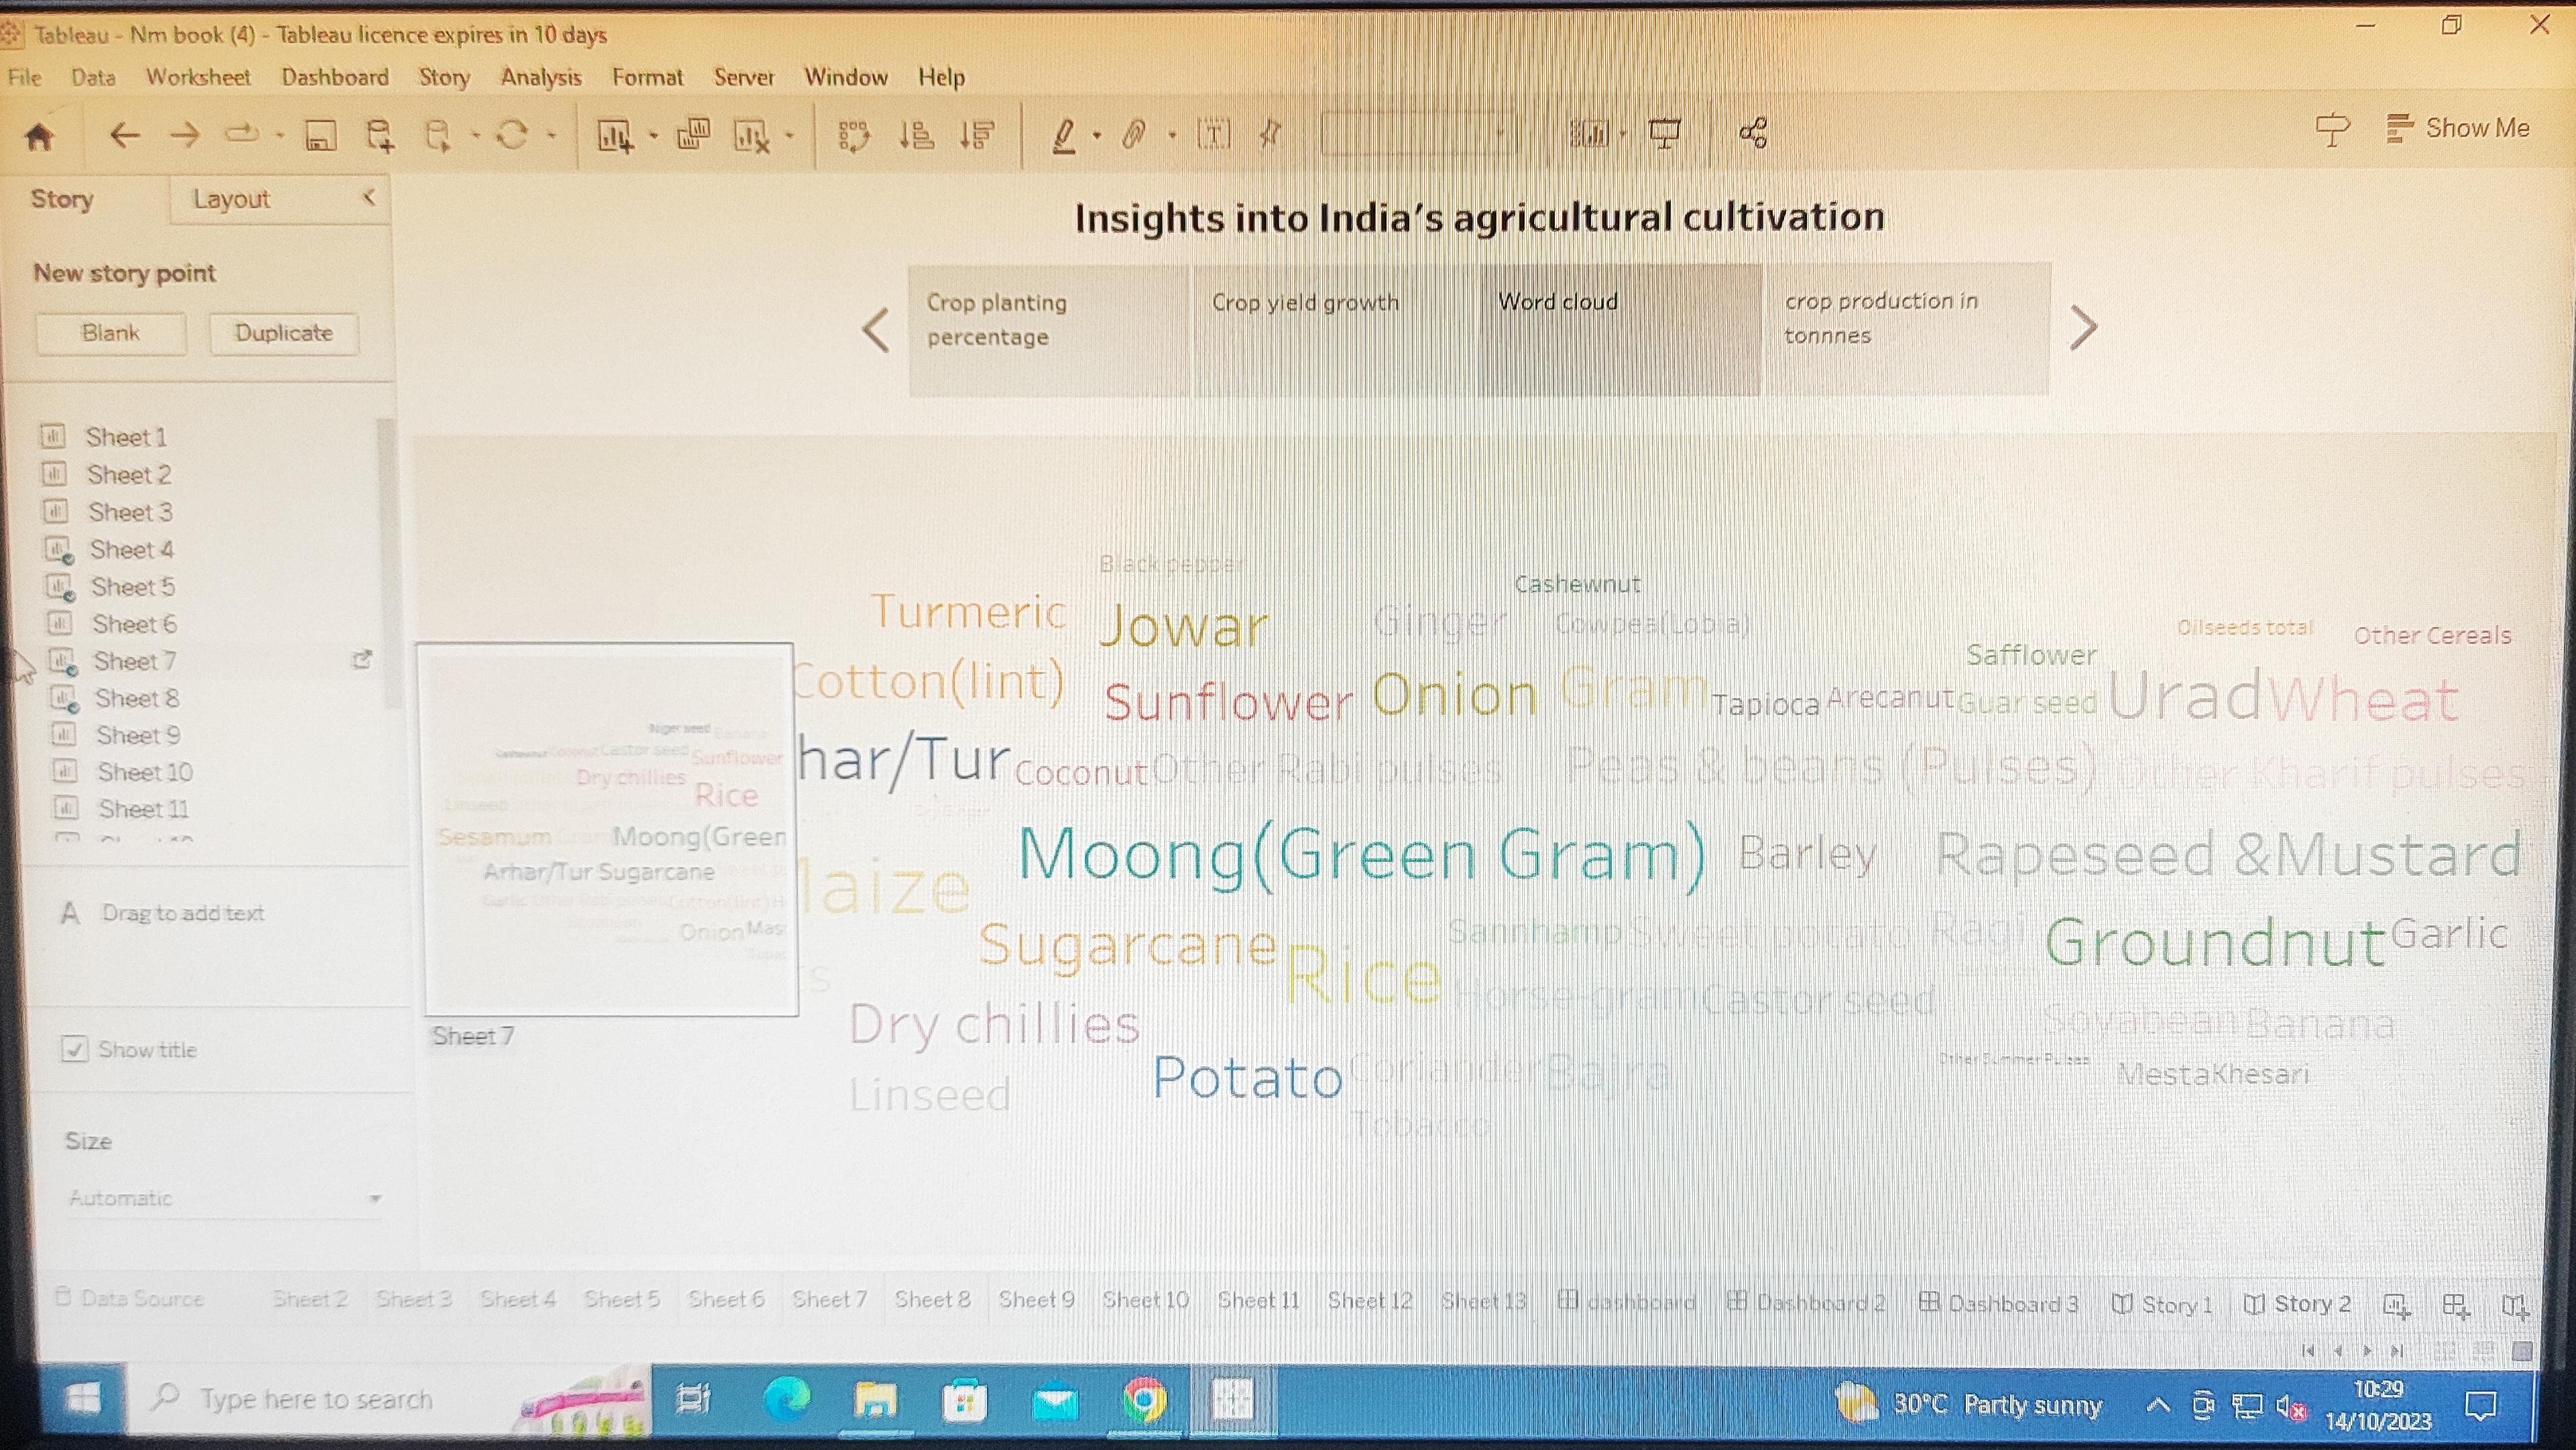 Tableau - Nm book (4) - Tableau licence expires in 10 days
File Data Worksheet Dashboard Story Analysis Format Server Window Help
Show Me
Story Layout
New story point
Blank Duplicate
Sheet 1
Sheet 2
Sheet 3
Sheet 4
Sheet 5
Sheet 6
Sheet 7
Sheet 8
Sheet 9
Sheet 10
Sheet 11
A Drag to add text
Show title
Size
Automatic
Insights into India's agricultural cultivation
Crop planting
percentage
Crop yield growth
Word cloud
crop production in
tonnnes
Black pepper
Cashewnut
Turmeric Jowar Ginger Cowpea(Lobia) Oilseeds total Other Cereals
Safflower
Cotton(lint) Sunflower Onion Gram Tapioca Arecanut Guar seed Urad Wheat
har/Tur Coconut Other Rabi pulses Peas & beans (Pulses) Other Kharif pulses
Moong(Green Gram) Barley Rapeseed &Mustard
aize
Sugarcane Rice Sannhamp Sweet potato Ragi Groundnut Garlic
Horse-gram Castor seed
Dry chillies Soyabean Banana
Linseed Potato Coriander Bajra Other Summer Pulses Mesta Khesari
Tobacco
Niger seed Banana
Cashewnut Coconut Castor seed Sunflower
Dry chillies
Rice
Linseed
Sesamum Moong(Green
Arhar/Tur Sugarcane
Cotton(lint)
Onion Mas
Sheet 7
Data Source Sheet 2 Sheet 3 Sheet 4 Sheet 5 Sheet 6 Sheet 7 Sheet 8 Sheet 9 Sheet 10 Sheet 11 Sheet 12 Sheet 13 dashboard Dashboard 2 Dashboard 3 Story 1 Story 2
Type here to search
30°C Partly sunny
10:29
14/10/2023